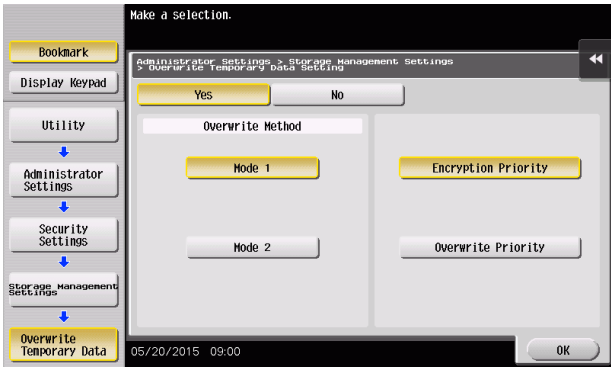 Make a selection.
Bookmark
Display Keypad
Utility
Administrator
Settings
Security
Settings
Storage Management
Settings
Overwrite
Temporary Data
Administrator Settings > Storage Management Settings
> Overwrite Temporary Data Setting
Yes
No
Overwrite Method
Mode 1
Mode 2
Encryption Priority
Overwrite Priority
05/20/2015 09:00
OK